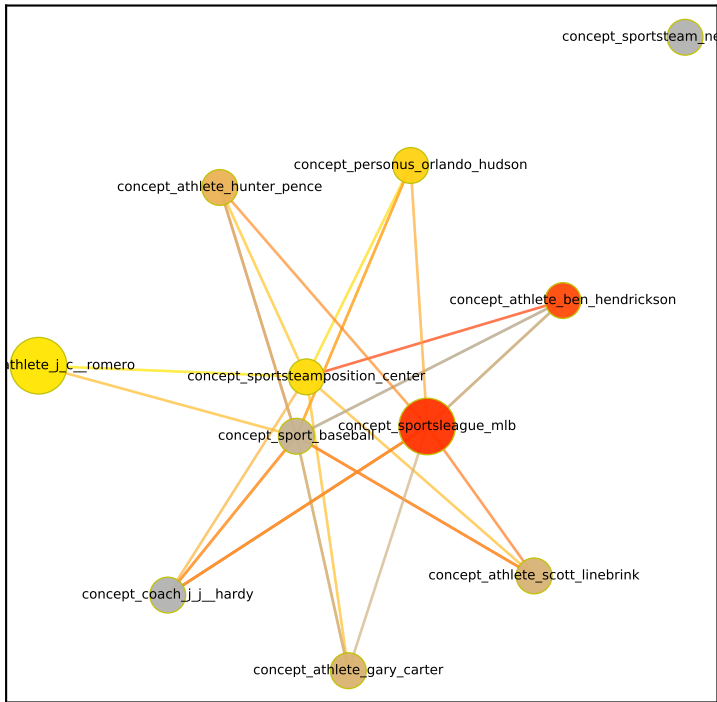 concept_sportsteam_ne
concept_personus_orlando_hudson
concept_athlete_hunter_pence
concept_athlete_ben_hendrickson
athlete_j_c__romero
concept_sportsteamposition_center
concept_sportsleague_mlb
concept_sport_baseball
concept_athlete_scott_linebrink
concept_coach_j_j__hardy
concept_athlete_gary_carter